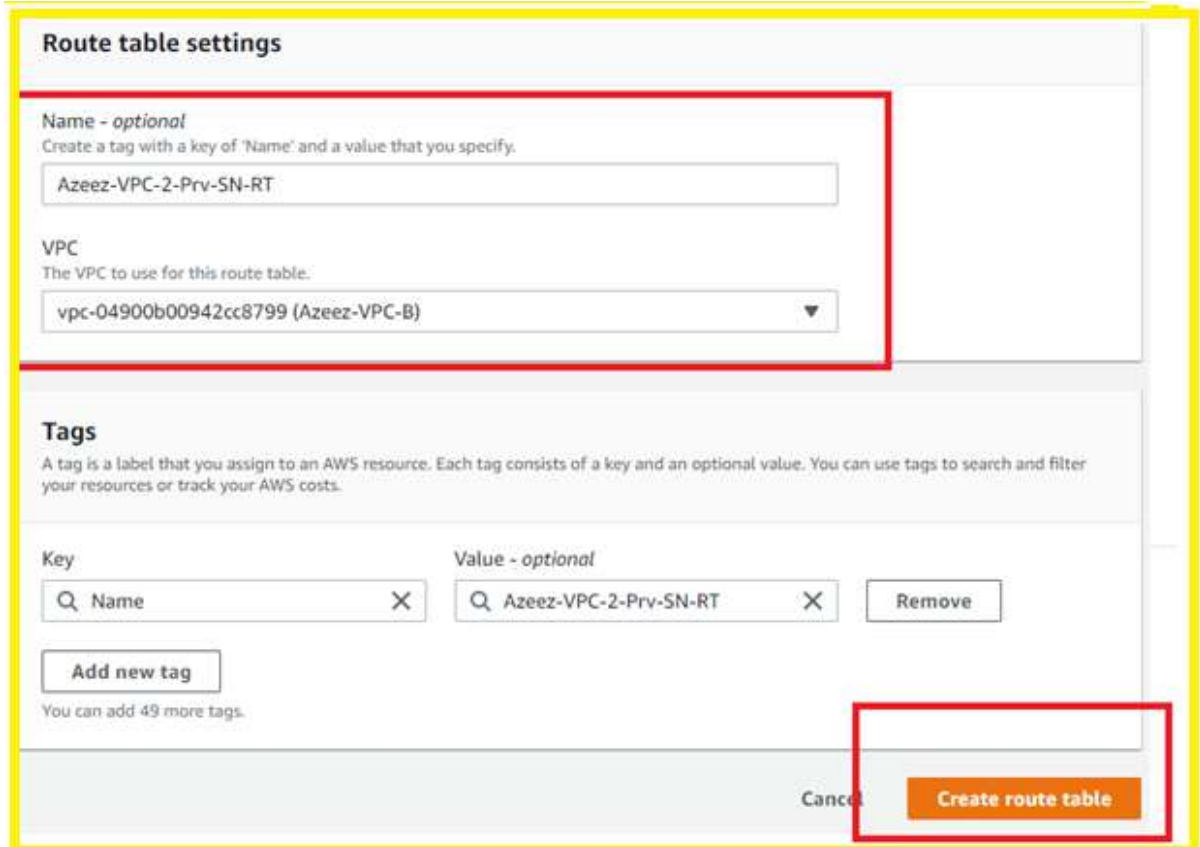 Route table settings
Name - optional
Create a tag with a key of 'Name' and a value that you specify.
Azeez-VPC-2-Prv-SN-RT
VPC
The VPC to use for this route table.
vpc-04900b00942cc8799 (Azeez-VPC-B)
Tags
A tag is a label that you assign to an AWS resource. Each tag consists of a key and an optional value. You can use tags to search and filter
your resources or track your AWS costs.
Key Value - optional
Name Azeez-VPC-2-Prv-SN-RT Remove
Add new tag
You can add 49 more tags.
Cancel Create route table